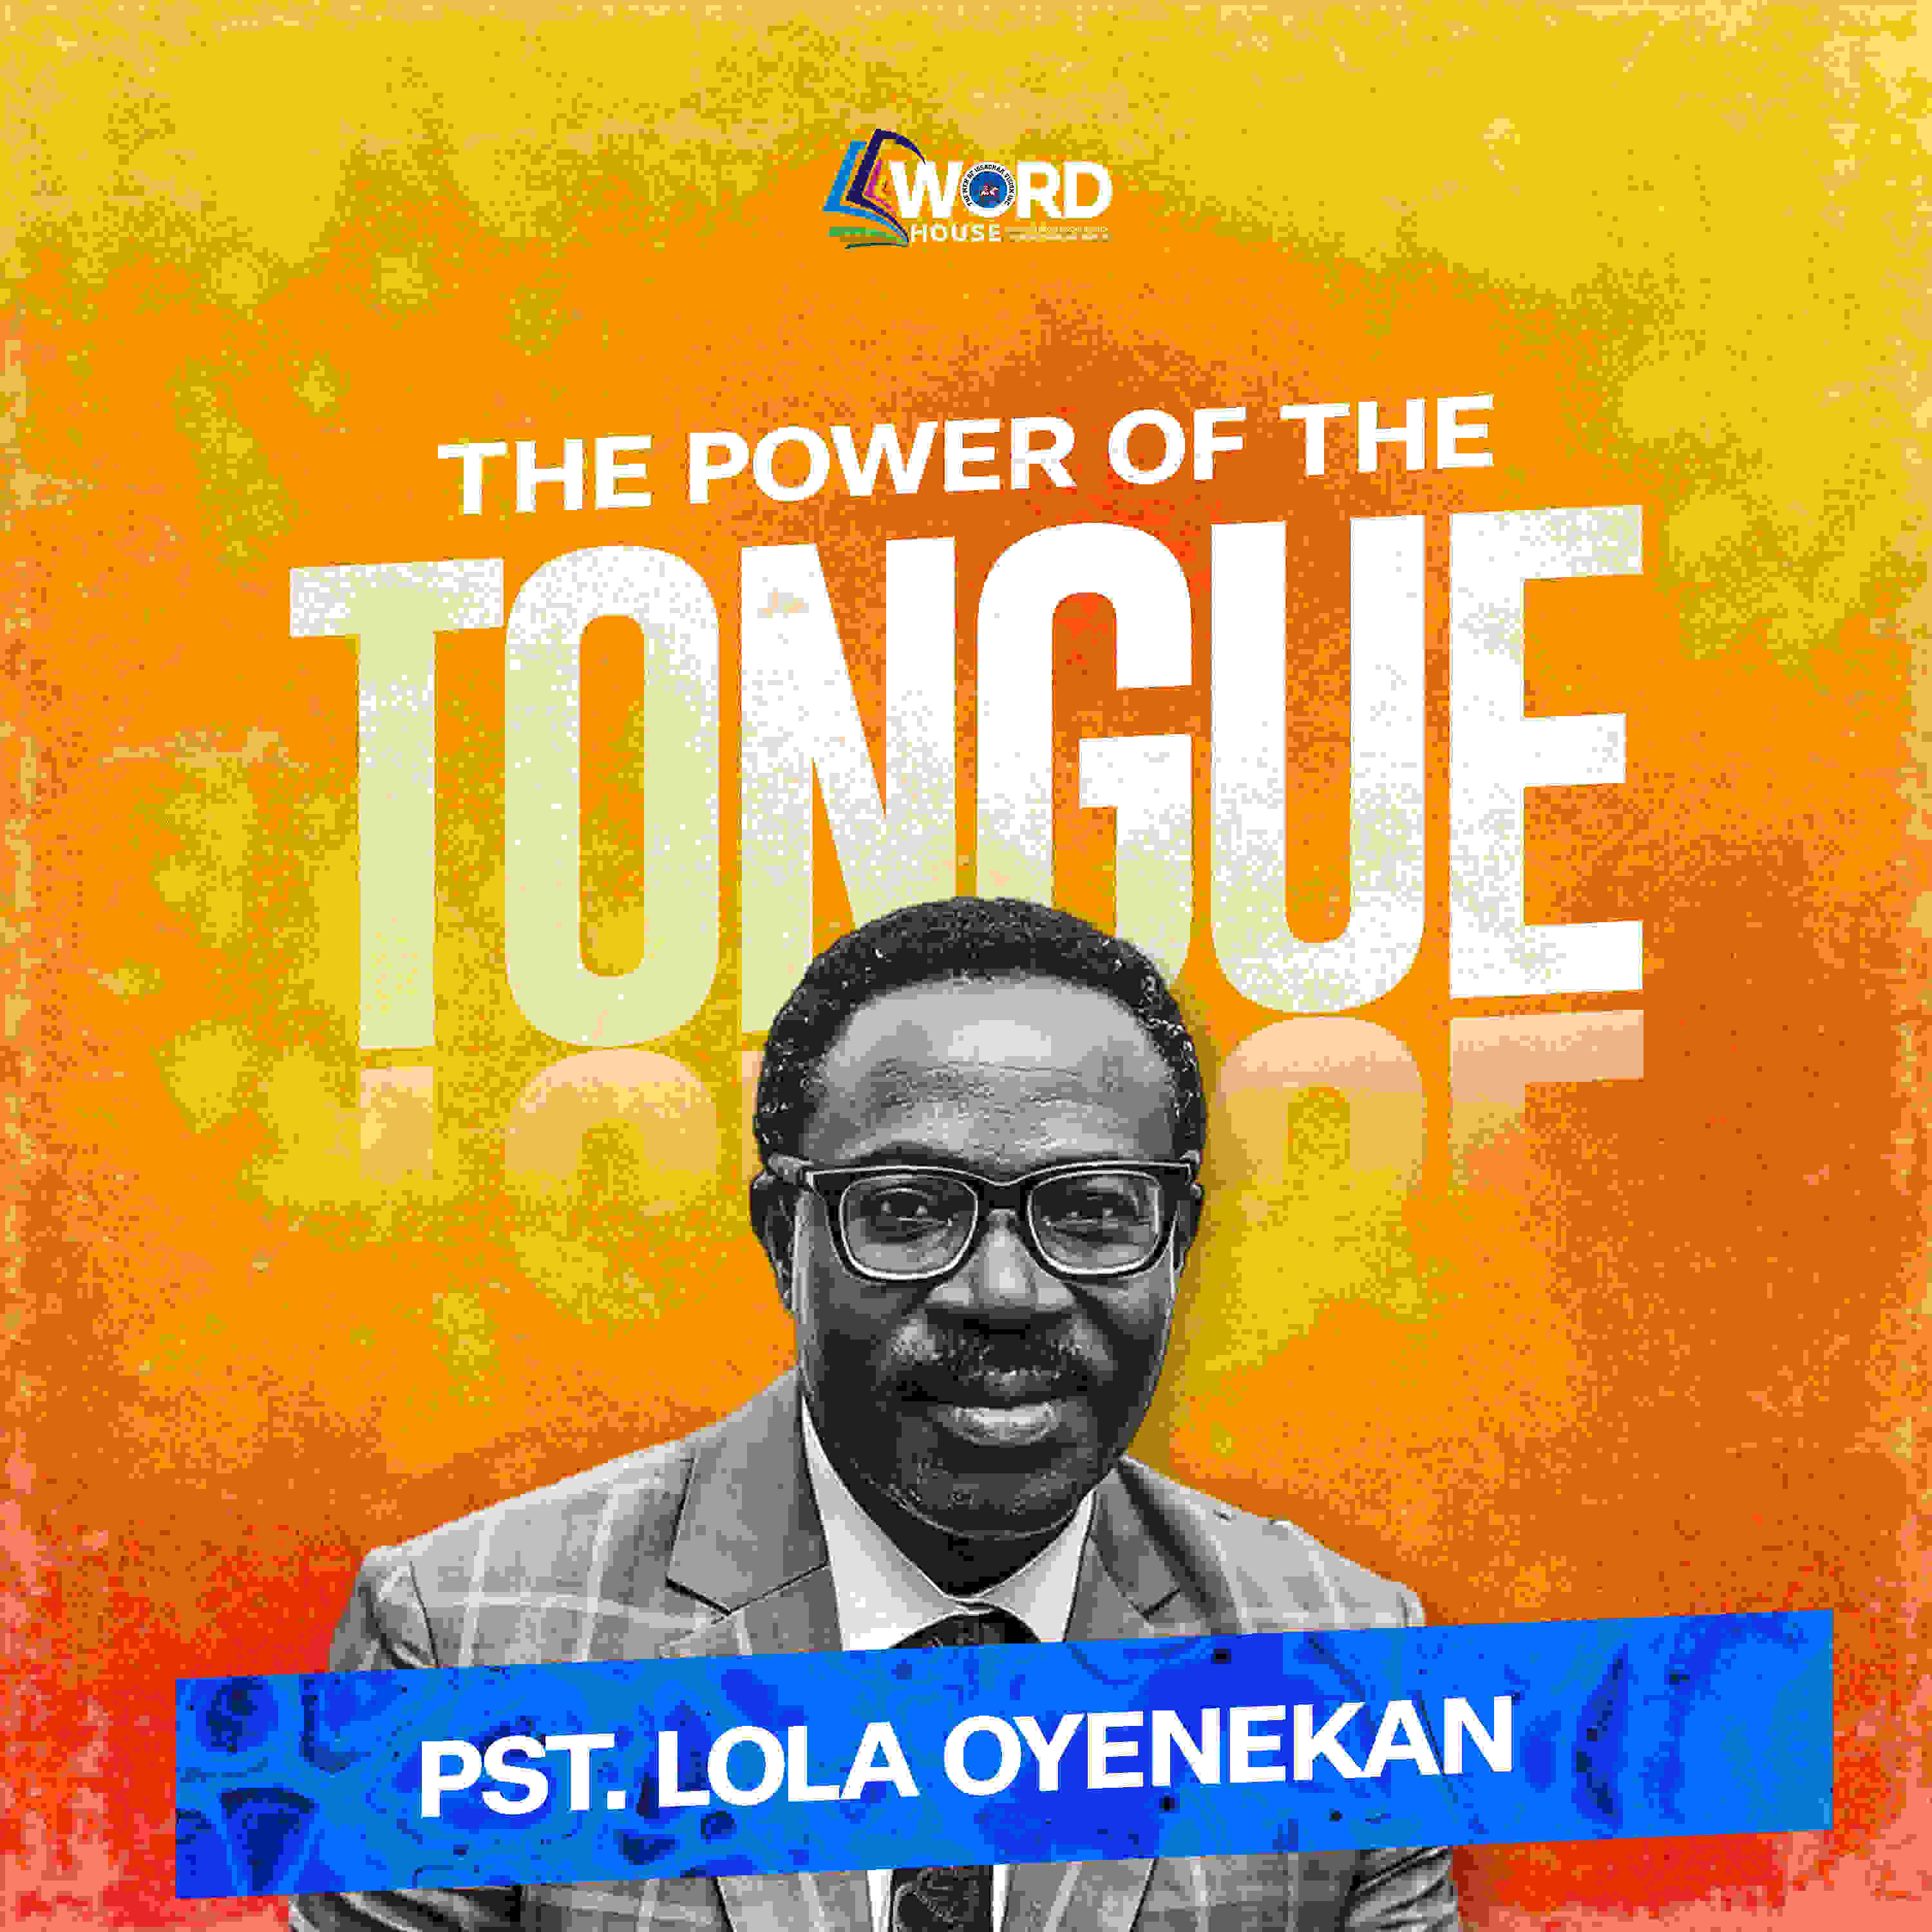 WORD
HOUSE
THE POWER OF THE
TONGUE
PST. LOLA OYENEKAN